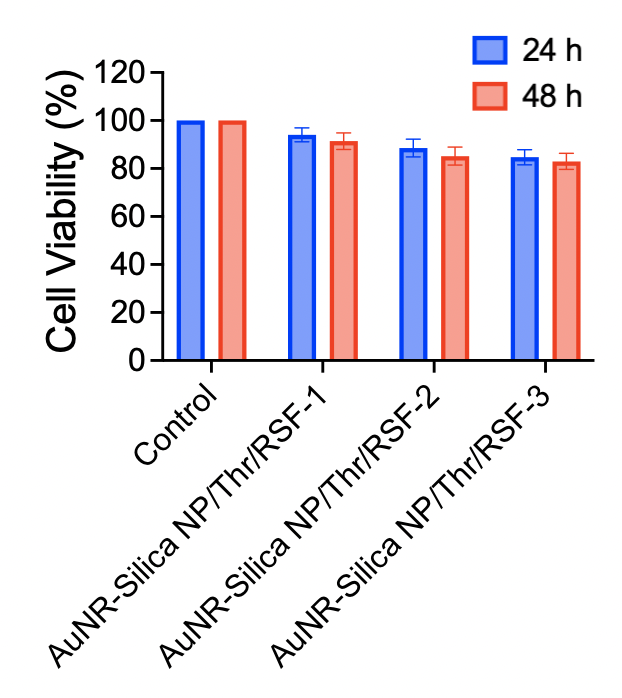 24 h
48 h
Cell Viability (%)
120
100
80
60
40
20
0
Control
AuNR-Silica NP/Thr/RSF-1
AuNR-Silica NP/Thr/RSF-2
AuNR-Silica NP/Thr/RSF-3